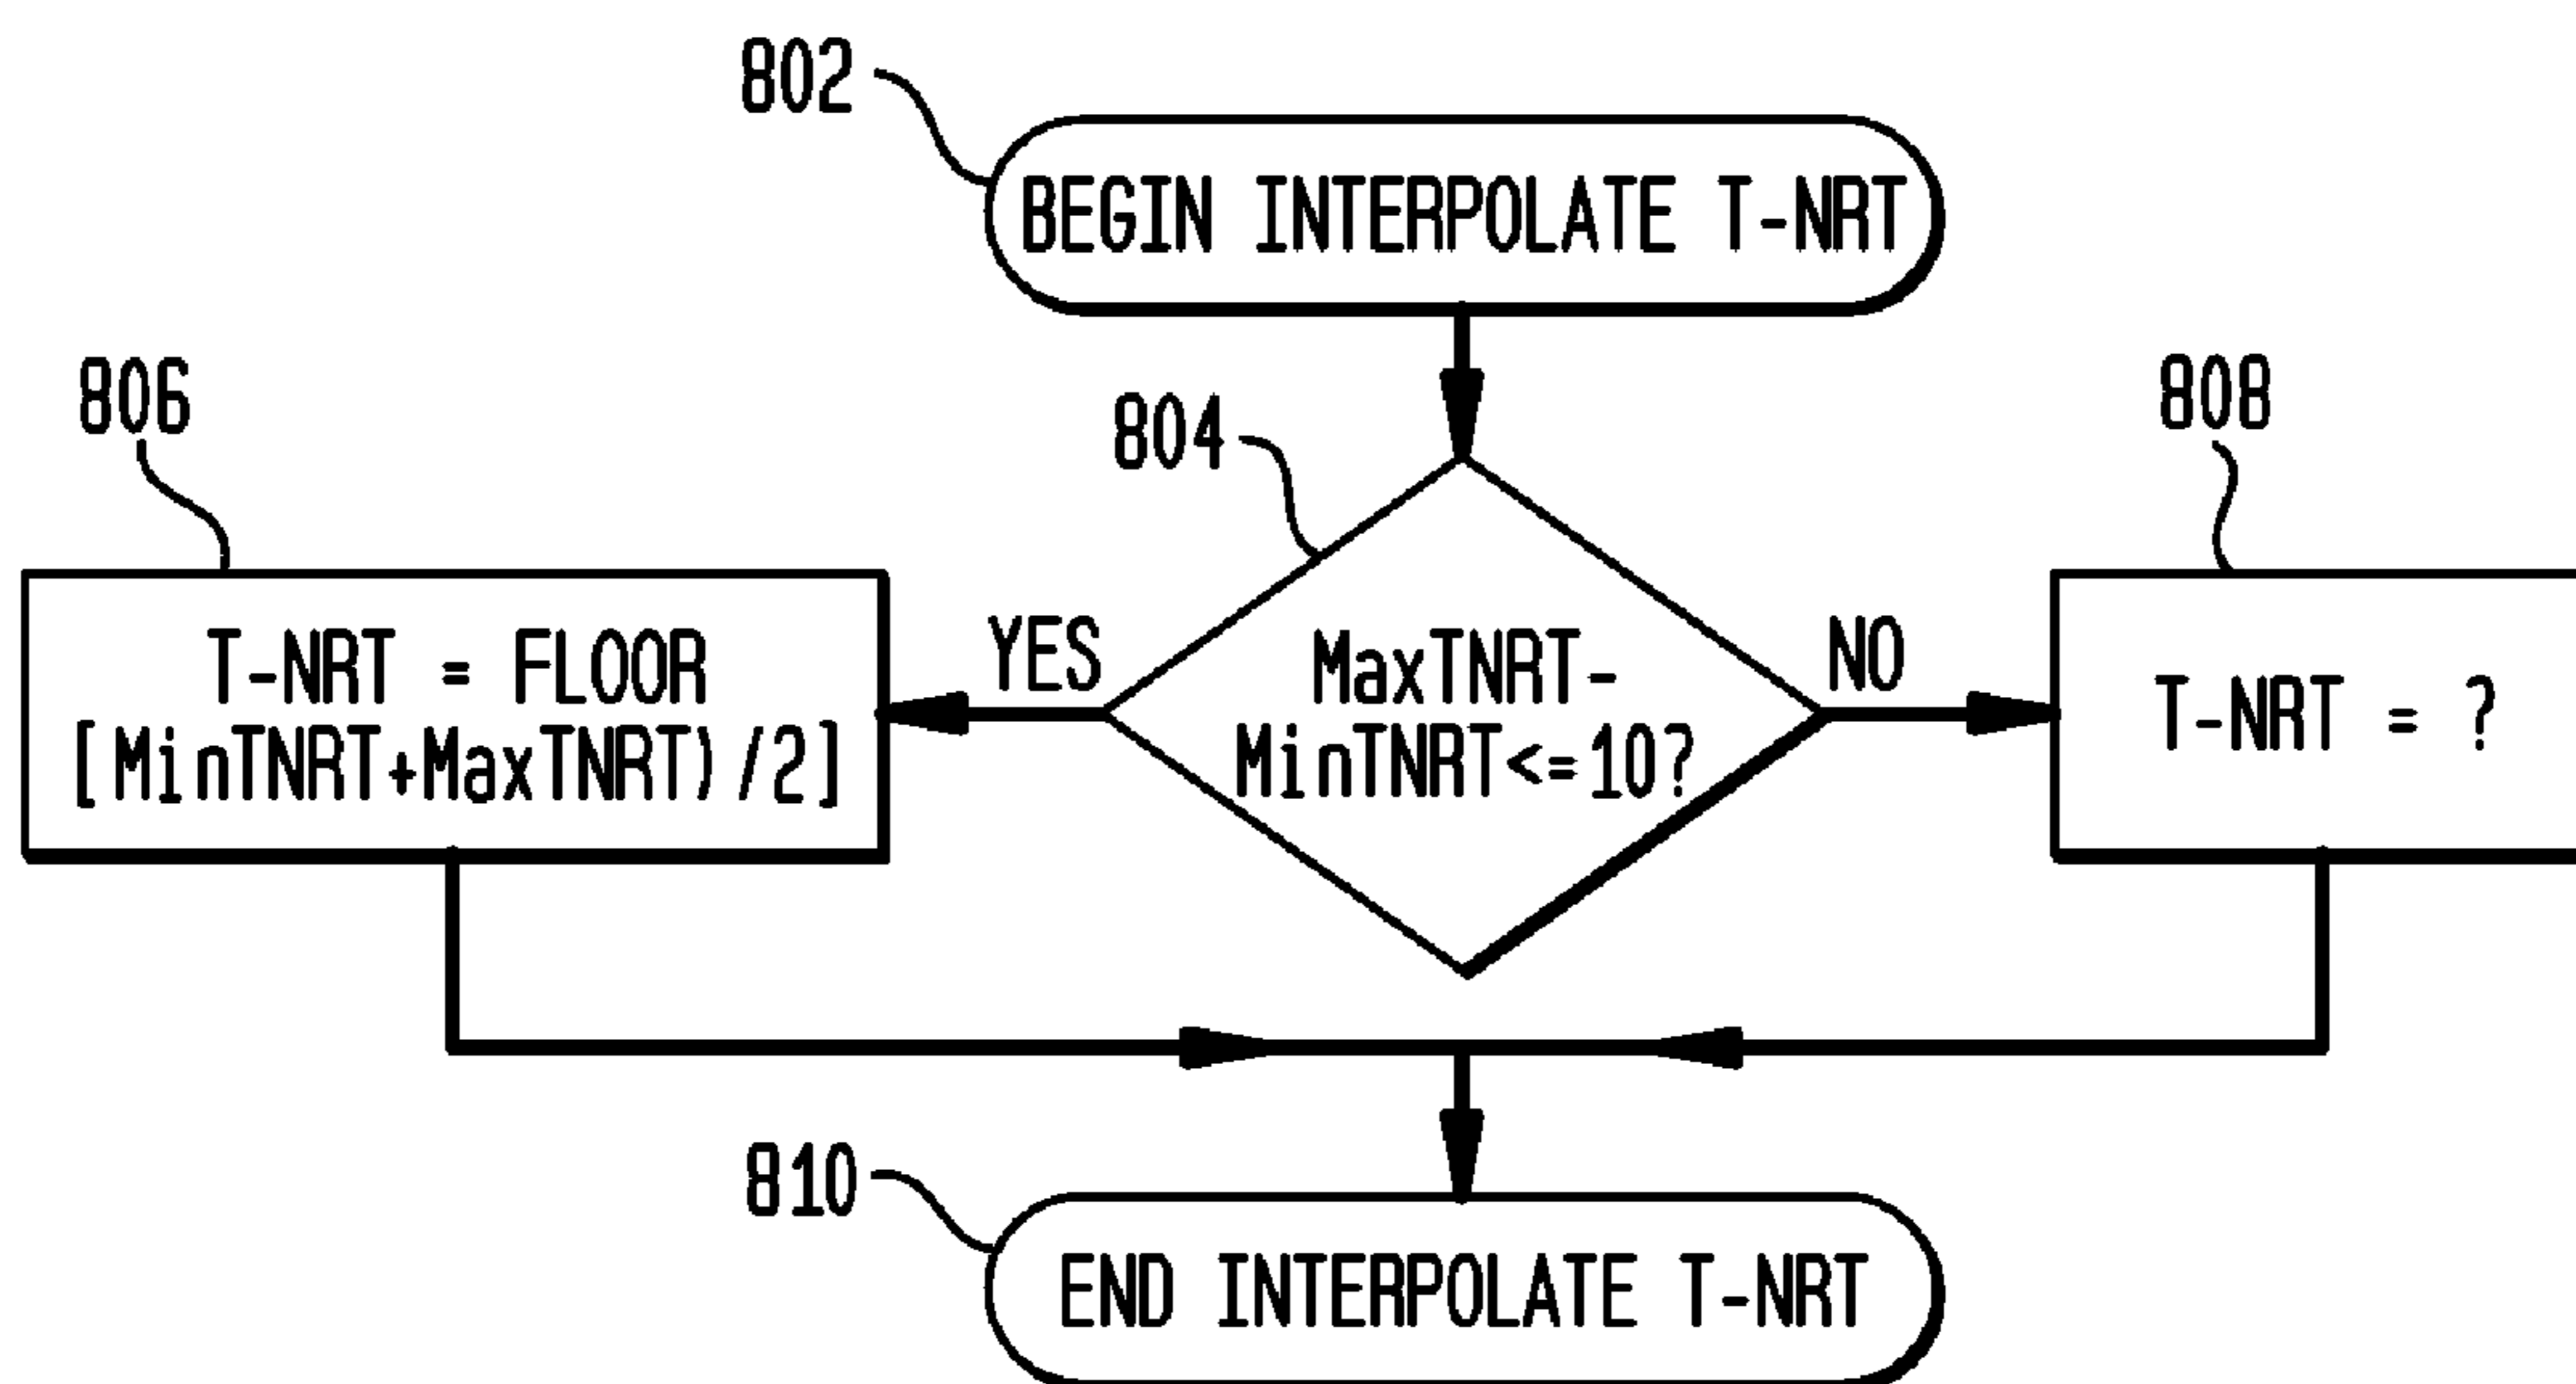 802
BEGIN INTERPOLATE T-NRT
806
804
808
T-NRT = FLOOR
[MinTNRT+MaxTNRT)/2]
YES
MaxTNRT-
MinTNRT<=10?
NO
T-NRT = ?
810
END INTERPOLATE T-NRT